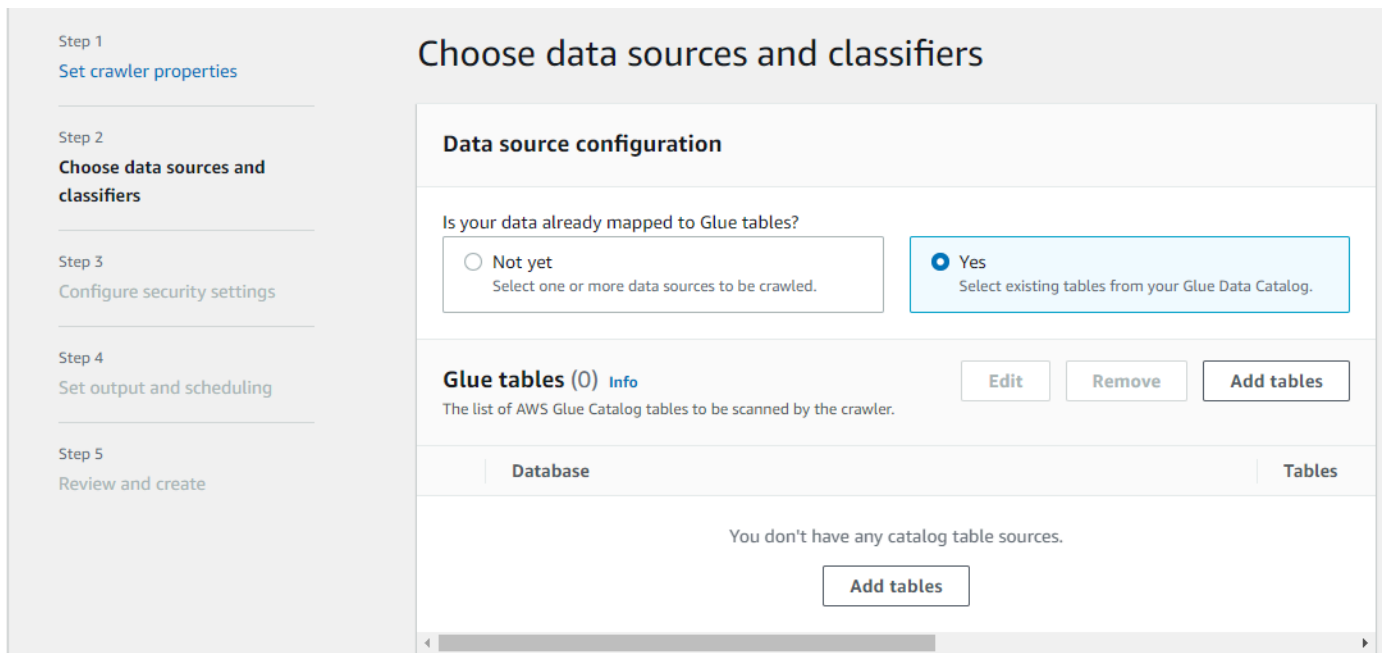 Step 1
Set crawler properties
Step 2
Choose data sources and
classifiers
Step 3
Configure security settings
Step 4
Set output and scheduling
Step 5
Review and create
Choose data sources and classifiers
Data source configuration
Is your data already mapped to Glue tables?
Not yet
Select one or more data sources to be crawled.
Yes
Select existing tables from your Glue Data Catalog.
Glue tables (0) Info
The list of AWS Glue Catalog tables to be scanned by the crawler.
Edit
Remove
Add tables
Database
Tables
You don't have any catalog table sources.
Add tables